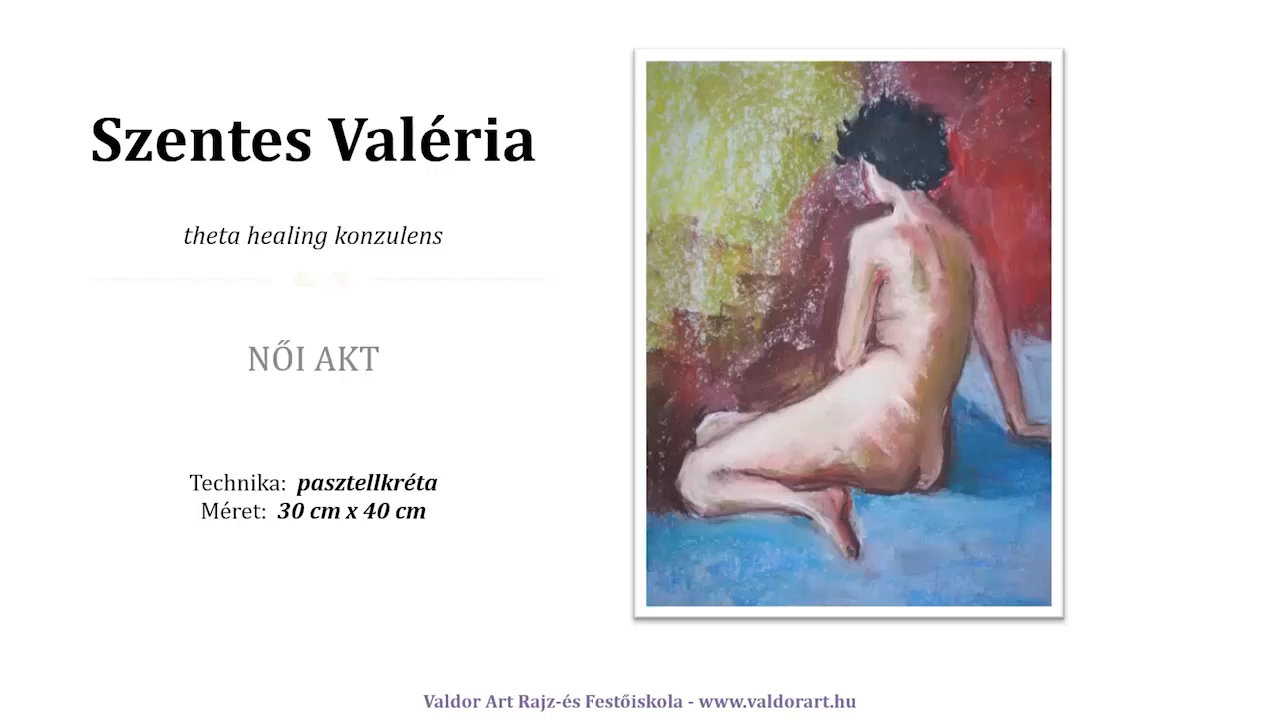 Szentes Valéria
theta healing konzulens
NŐI AKT
Technika: pasztellkréta
Méret: 30 cm x 40 cm
Valdor Art Rajz-és Festőiskola - www.valdorart.hu